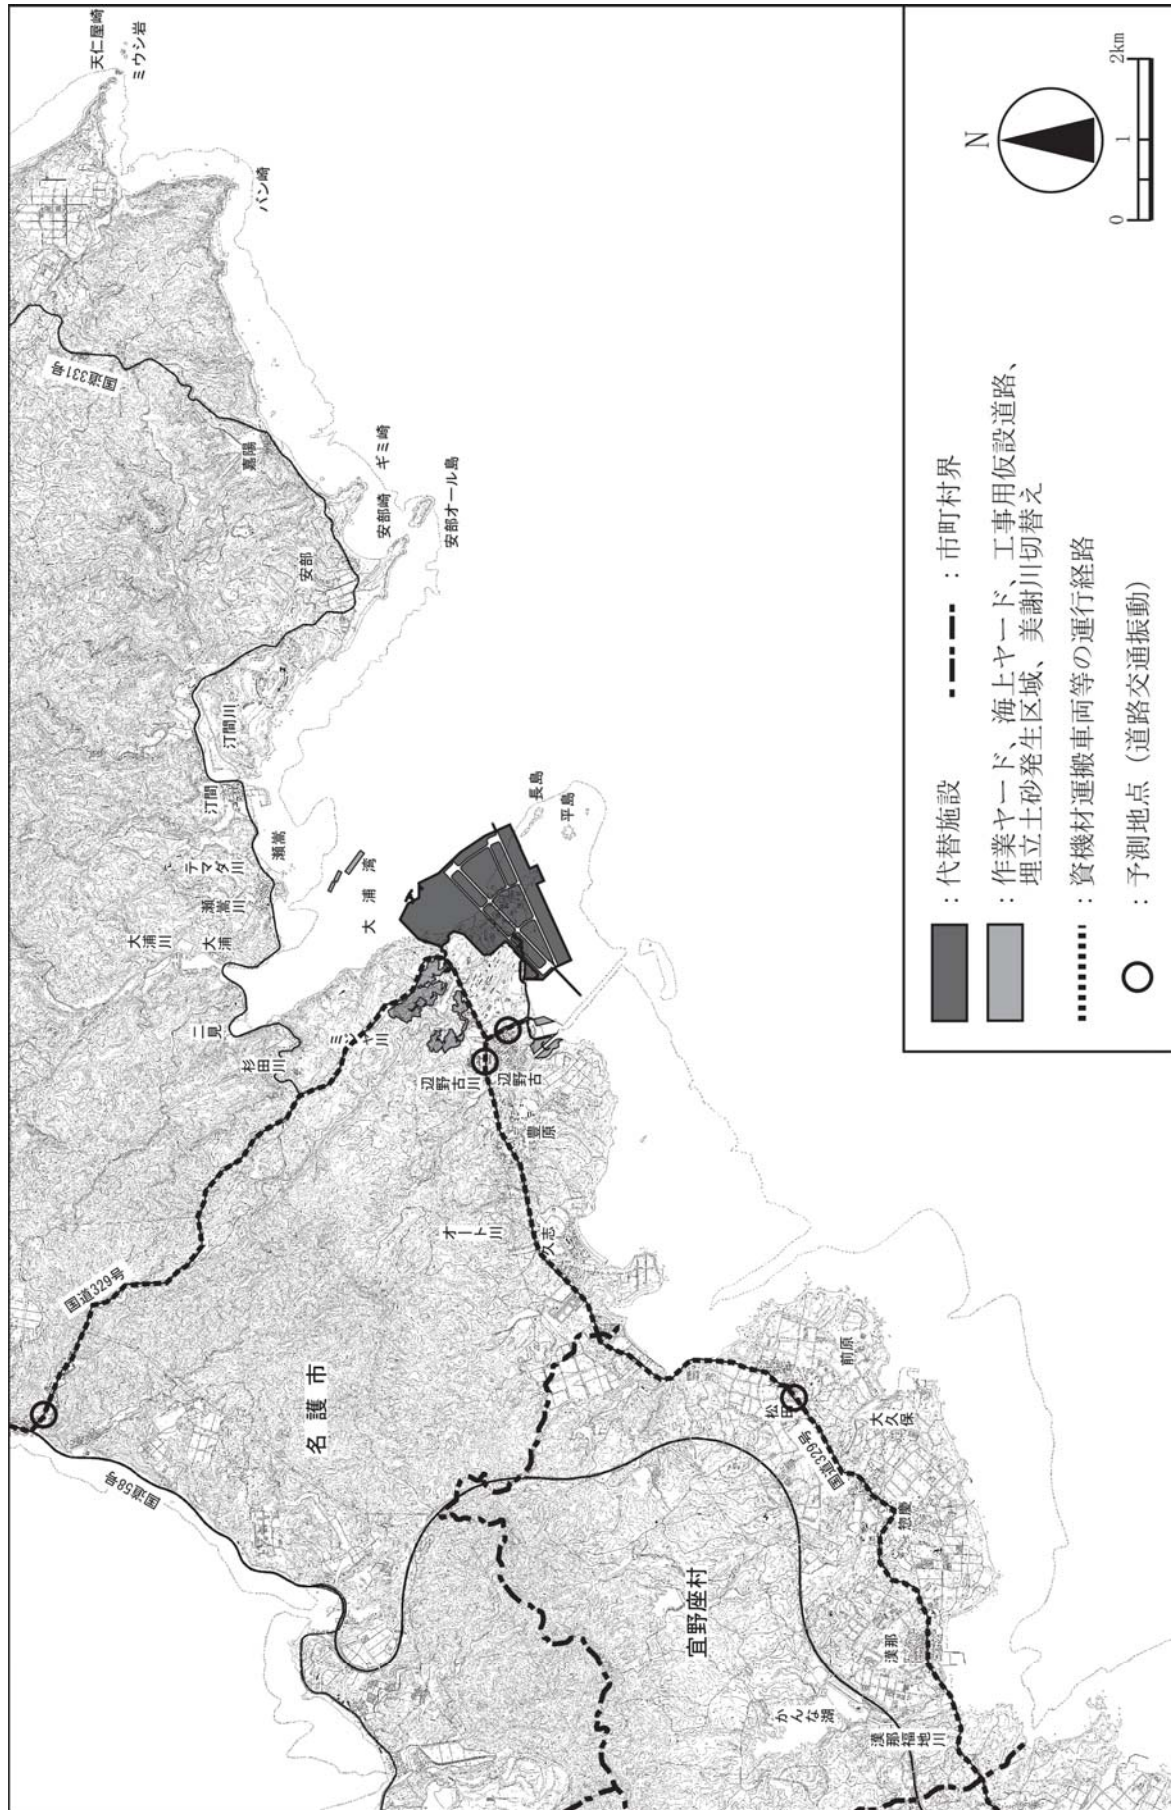 天仁屋崎
ミウシ岩
バン崎
国道331号
嘉陽
ギミ崎
安部崎
安部オール島
安部
汀間川
汀間
テマダ川
瀬嵩
瀬嵩川
大浦川
大浦
大浦湾
二見
杉田川
長島
平島
ミジャ川
辺野古川
辺野古
豊原
オート川
久志
国道329号
名護市
国道58号
前原
松田
大久保
国道329号
惣慶
宜野座村
漢那
かんな湖
漢那福地川
N
0 1 2km
:代替施設
:市町村界
:作業ヤード、海上ヤード、工事用仮設道路、
埋立土砂発生区域、美謝川切替え
:資機材運搬車両等の運行経路
:予測地点(道路交通振動)